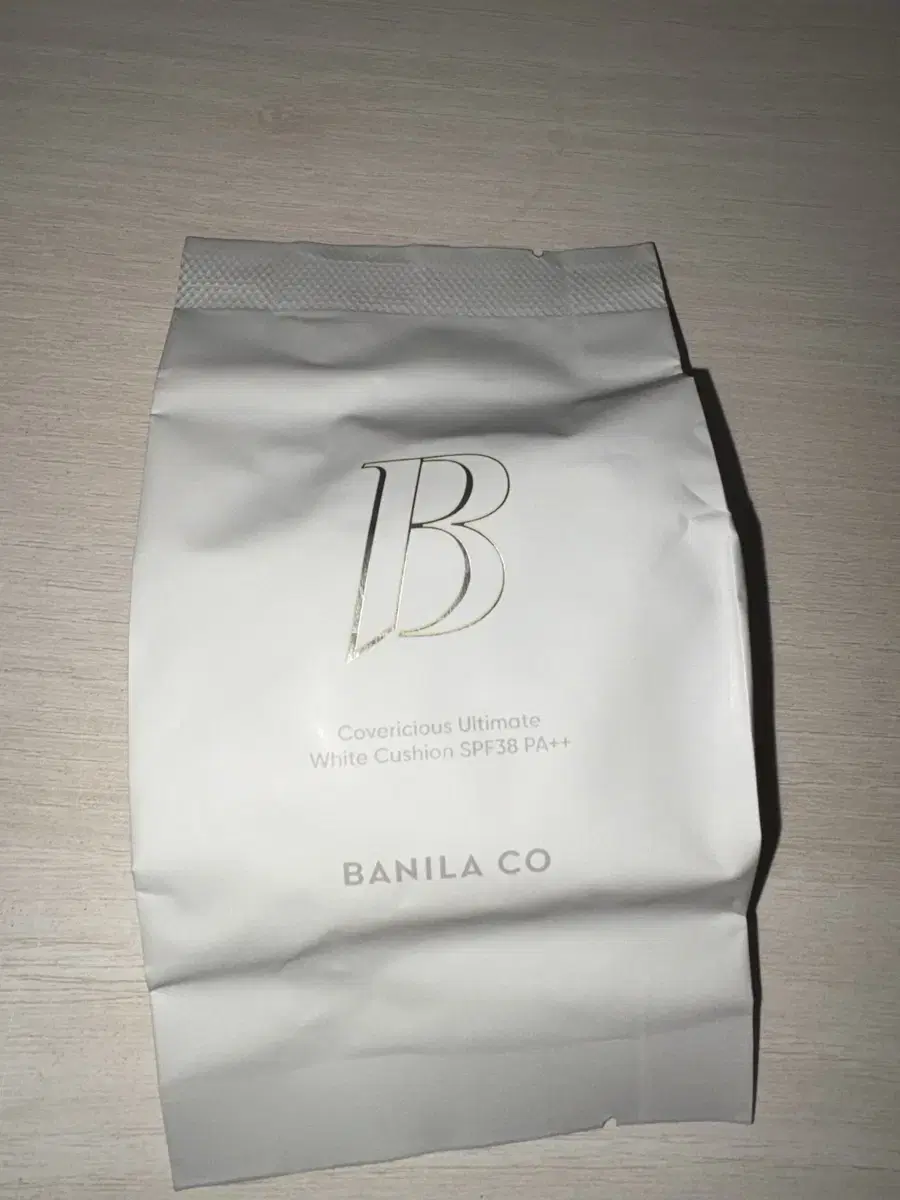 B
Covericious Ultimate
White Cushion SPF38 PA++
BANILA CO